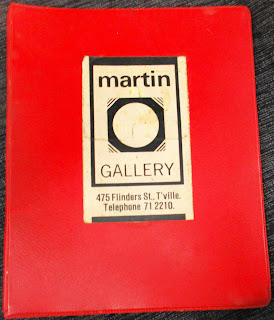 martin
GALLERY
475 Flinders St., T'ville.
Telephone 71 2210.